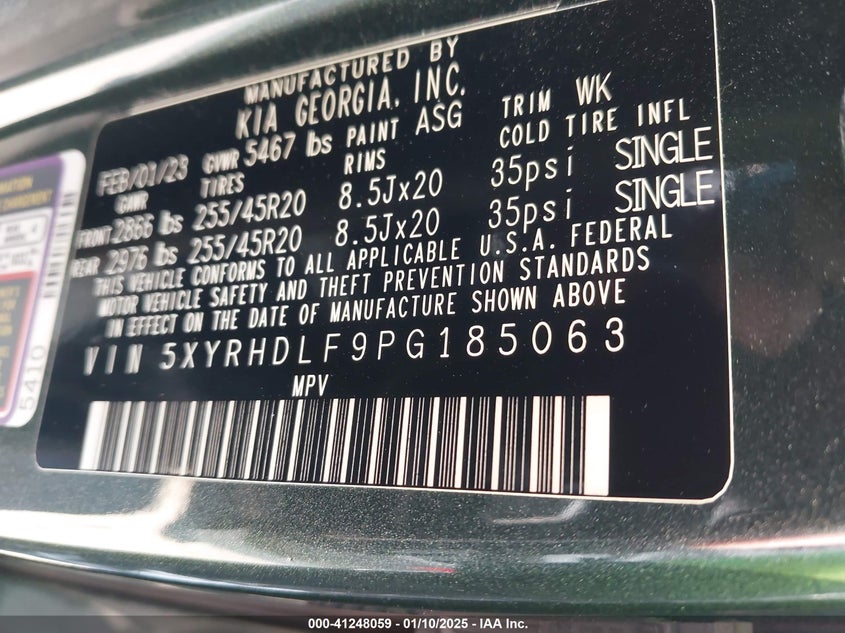 MANUFACTURED BY
KIA GEORGIA, INC.
FEB/01/23 GVWR 5467 lbs PAINT ASG TRIM WK
GAWR TIRES RIMS COLD TIRE INFL
FRONT 2866 lbs 255/45R20 8.5Jx20 35psi SINGLE
REAR 2976 lbs 255/45R20 8.5Jx20 35psi SINGLE
THIS VEHICLE CONFORMS TO ALL APPLICABLE U.S.A. FEDERAL
MOTOR VEHICLE SAFETY AND THEFT PREVENTION STANDARDS
IN EFFECT ON THE DATE OF MANUFACTURE SHOWN ABOVE
VIN 5XYRHDLF9PG185063
MPV
5410
000-41248059 - 01/10/2025 - IAA Inc.